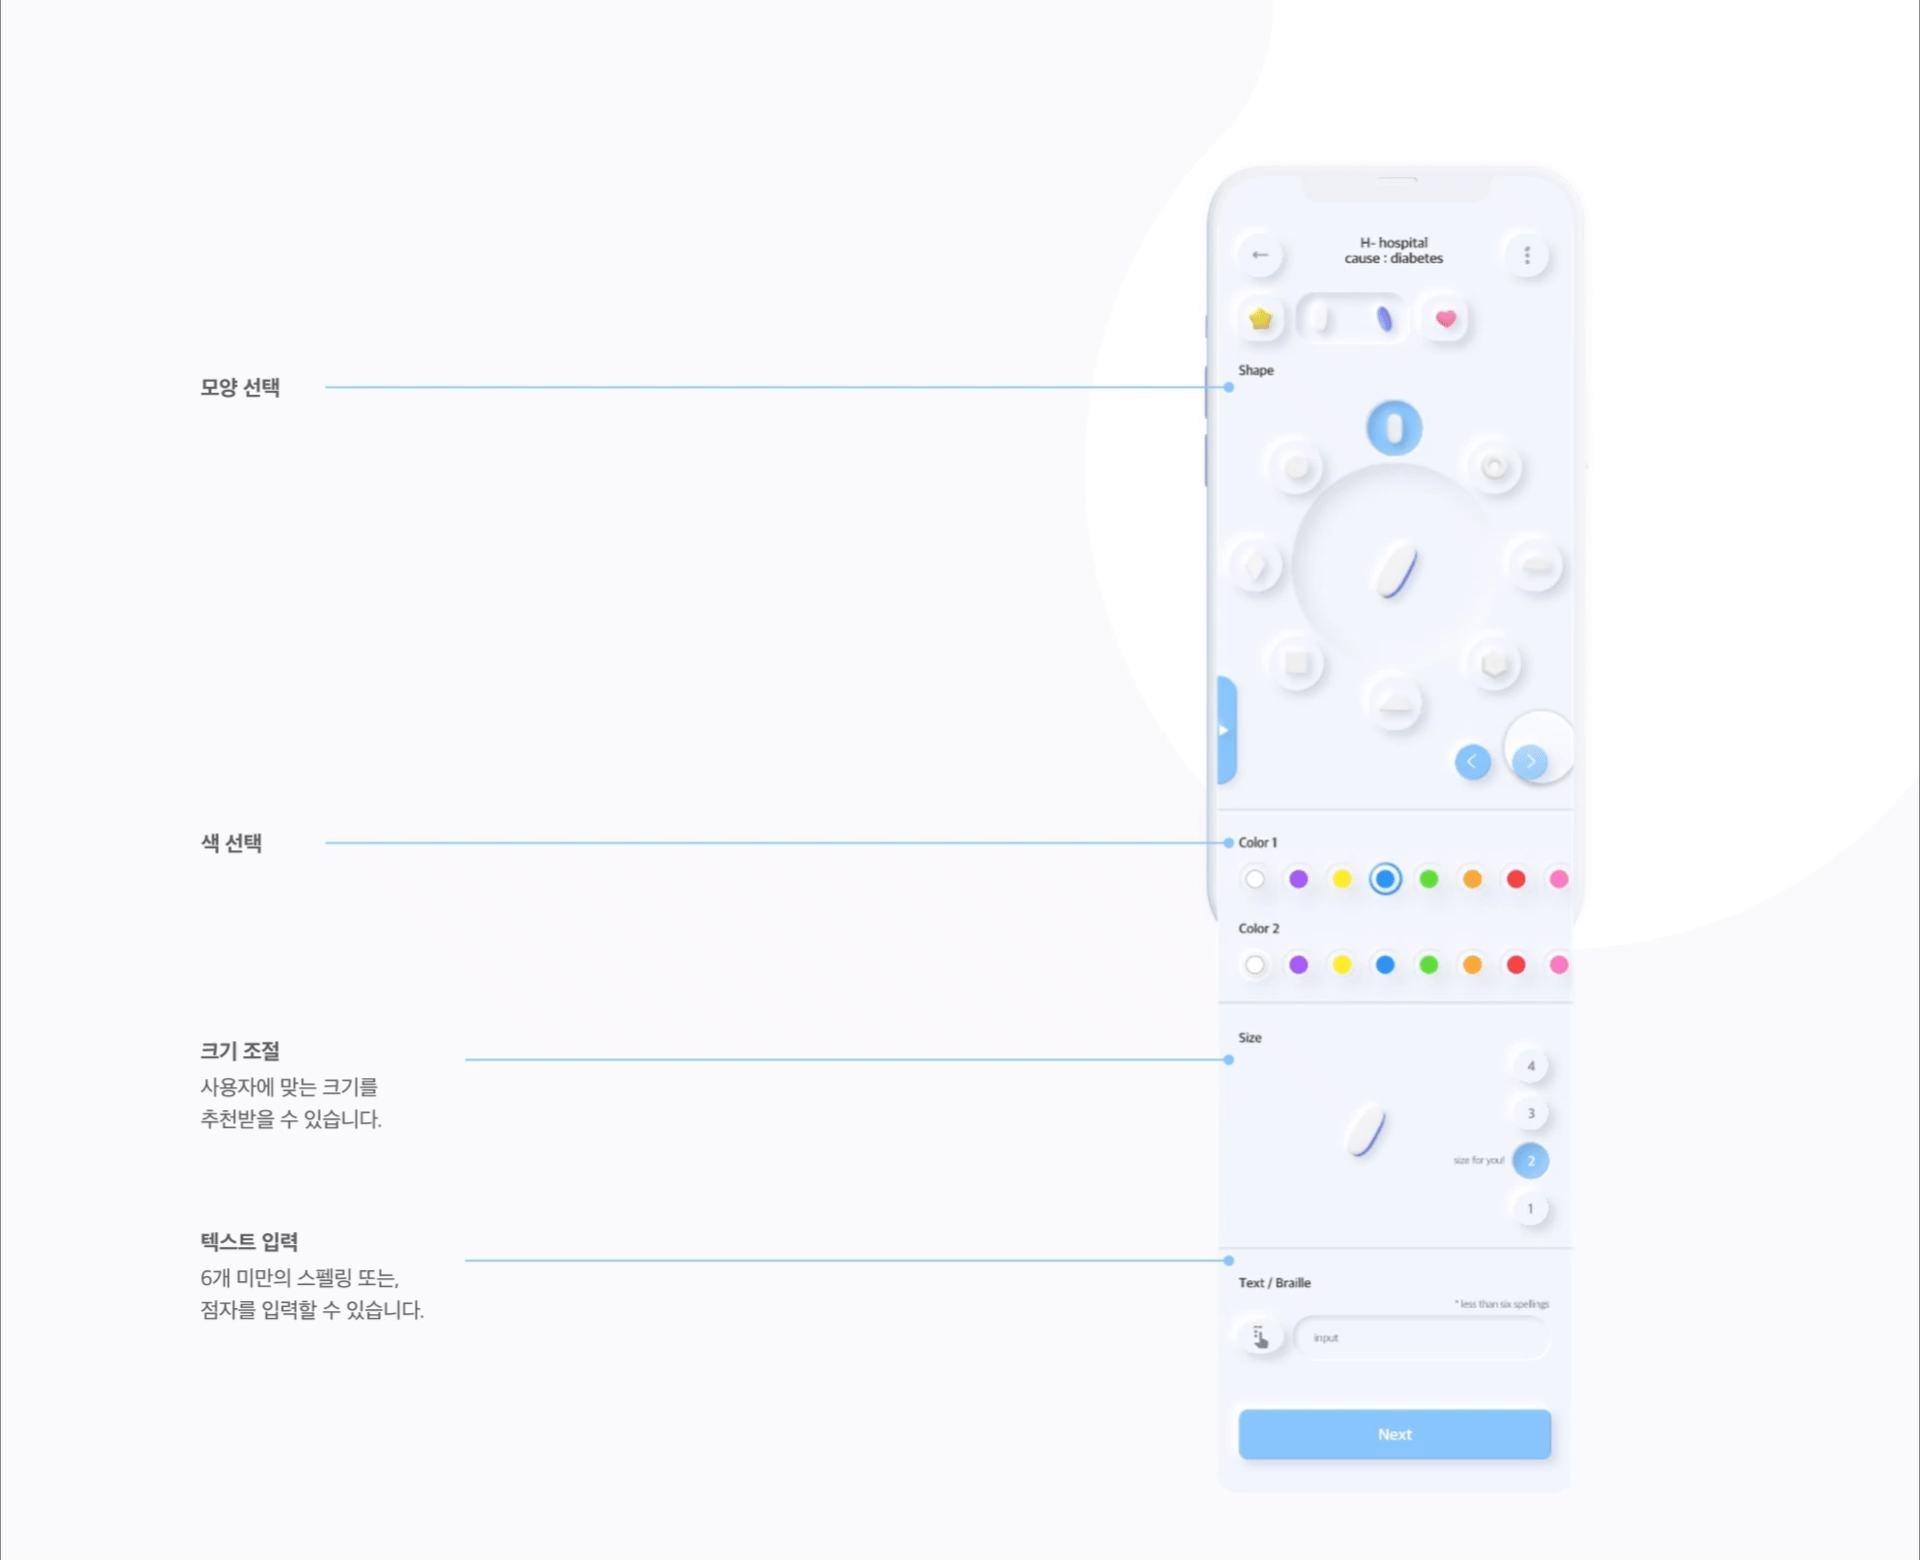 H- hospital
cause : diabetes
모양 선택
Shape
색 선택
Color 1
Color 2
크기 조절
사용자에 맞는 크기를
추천받을 수 있습니다.
Size
4
3
size for you!
2
1
텍스트 입력
6개 미만의 스펠링 또는,
점자를 입력할 수 있습니다.
Text / Braille
* less than six spellings
input
Next